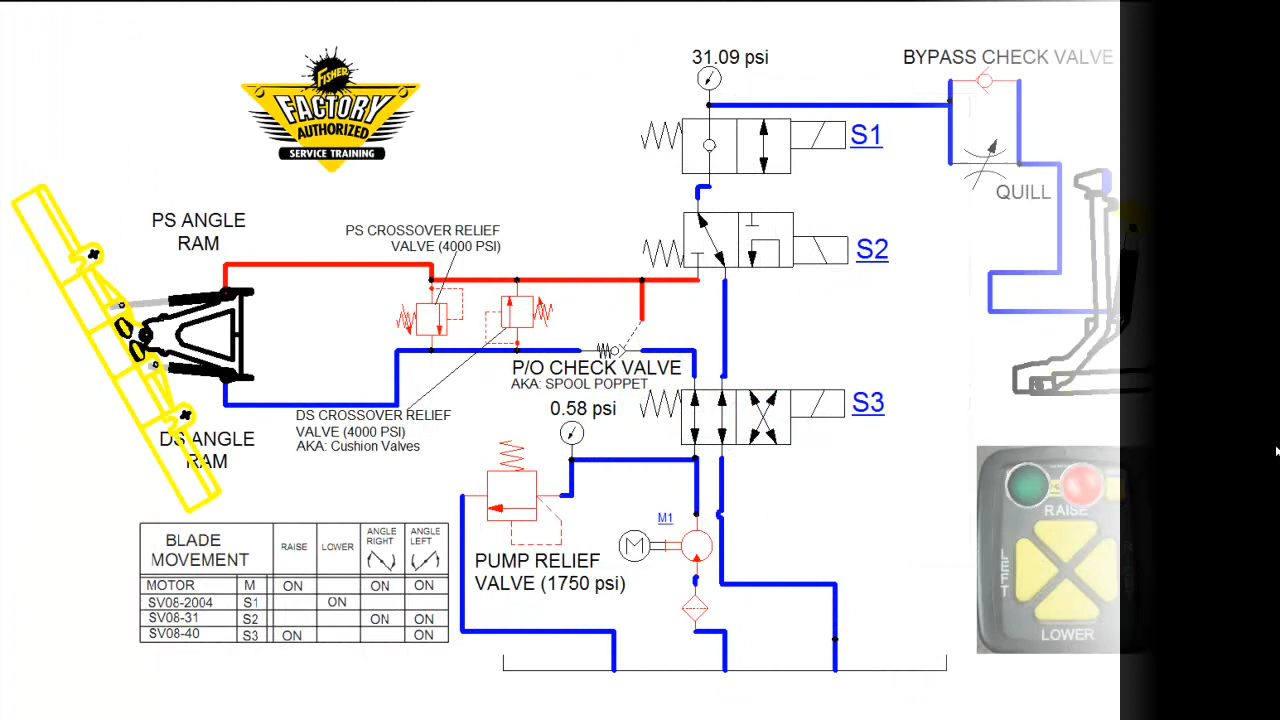 31.09 psi
BYPASS CHECK VALVE
FISHER
FACTORY
AUTHORIZED
SERVICE TRAINING
S1
QUILL
PS ANGLE
RAM
PS CROSSOVER RELIEF
VALVE (4000 PSI)
S2
P/O CHECK VALVE
AKA: SPOOL POPPET
0.58 psi
S3
DS CROSSOVER RELIEF
VALVE (4000 PSI)
AKA: Cushion Valves
DS ANGLE
RAM
M1
M
PUMP RELIEF
VALVE (1750 psi)
RAISE
LEFT
LOWER
BLADE
MOVEMENT
RAISE
LOWER
ANGLE
RIGHT
ANGLE
LEFT
MOTOR M ON ON ON
SV08-2004 S1 ON
SV08-31 S2 ON ON
SV08-40 S3 ON ON